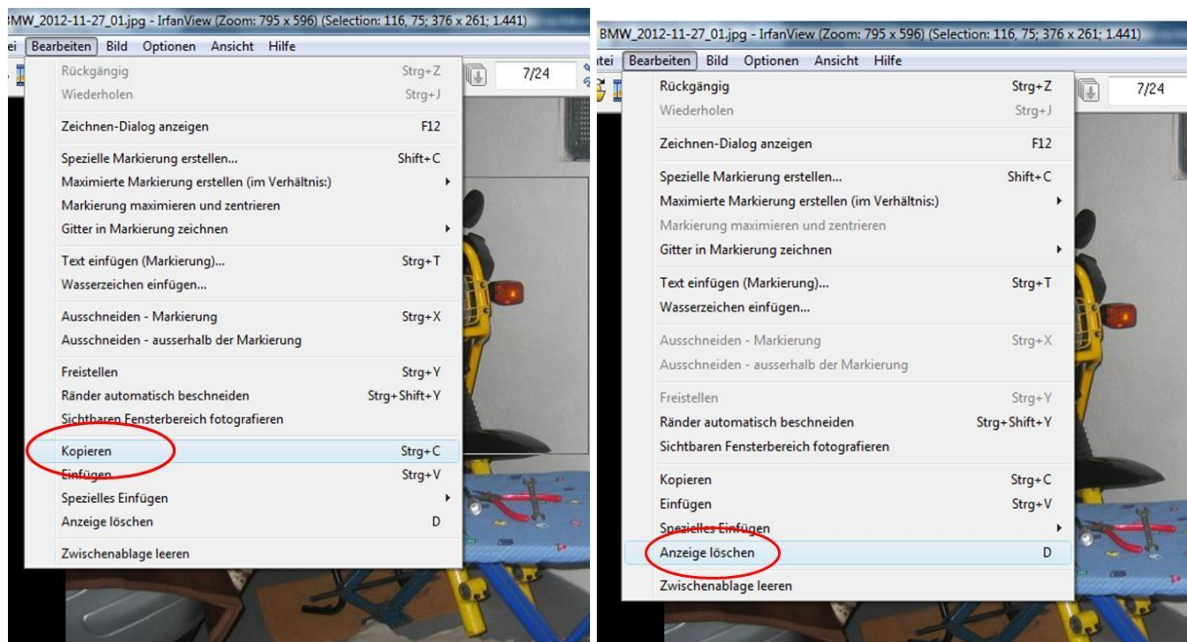 BMW_2012-11-27_01.jpg - IrfanView (Zoom: 795 x 596) (Selection: 116, 75; 376 x 261; 1.441)
ei Bearbeiten Bild Optionen Ansicht Hilfe
7/24
Rückgängig Strg+Z
Wiederholen Strg+J
Zeichnen-Dialog anzeigen F12
Spezielle Markierung erstellen... Shift+C
Maximierte Markierung erstellen (im Verhältnis:)
Markierung maximieren und zentrieren
Gitter in Markierung zeichnen
Text einfügen (Markierung)... Strg+T
Wasserzeichen einfügen...
Ausschneiden - Markierung Strg+X
Ausschneiden - ausserhalb der Markierung
Freistellen Strg+Y
Ränder automatisch beschneiden Strg+Shift+Y
Sichtbaren Fensterbereich fotografieren
Kopieren Strg+C
Einfügen Strg+V
Spezielles Einfügen
Anzeige löschen D
Zwischenablage leeren
BMW_2012-11-27_01.jpg - IrfanView (Zoom: 795 x 596) (Selection: 116, 75; 376 x 261; 1.441)
tei Bearbeiten Bild Optionen Ansicht Hilfe
7/24
Rückgängig Strg+Z
Wiederholen Strg+J
Zeichnen-Dialog anzeigen F12
Spezielle Markierung erstellen... Shift+C
Maximierte Markierung erstellen (im Verhältnis:)
Markierung maximieren und zentrieren
Gitter in Markierung zeichnen
Text einfügen (Markierung)... Strg+T
Wasserzeichen einfügen...
Ausschneiden - Markierung Strg+X
Ausschneiden - ausserhalb der Markierung
Freistellen Strg+Y
Ränder automatisch beschneiden Strg+Shift+Y
Sichtbaren Fensterbereich fotografieren
Kopieren Strg+C
Einfügen Strg+V
Spezielles Einfügen
Anzeige löschen D
Zwischenablage leeren